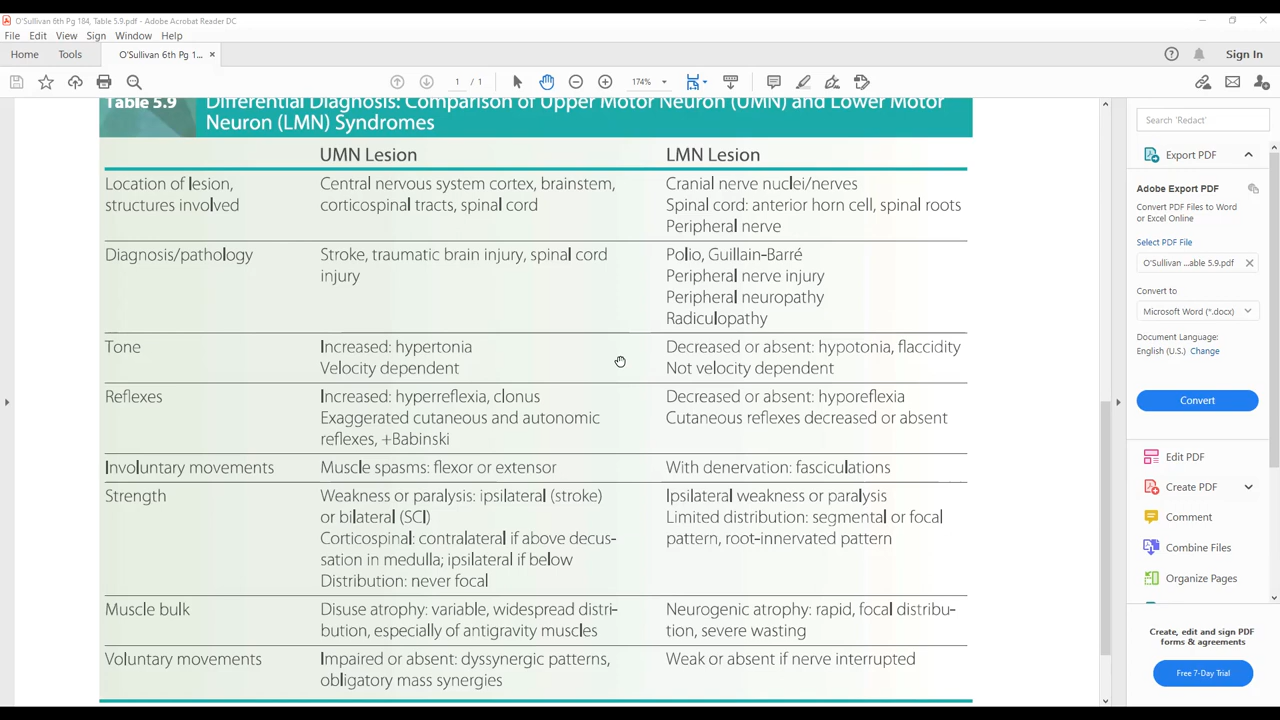 O'Sullivan 6th Pg 184, Table 5.9.pdf - Adobe Acrobat Reader DC
File Edit View Sign Window Help
Home Tools O'Sullivan 6th Pg 1... × Sign In
1 / 1 174%
Table 5.9 Differential Diagnosis: Comparison of Upper Motor Neuron (UMN) and Lower Motor
Neuron (LMN) Syndromes
UMN Lesion LMN Lesion
Location of lesion, Central nervous system cortex, brainstem, Cranial nerve nuclei/nerves
structures involved corticospinal tracts, spinal cord Spinal cord: anterior horn cell, spinal roots
Peripheral nerve
Diagnosis/pathology Stroke, traumatic brain injury, spinal cord Polio, Guillain-Barré
injury Peripheral nerve injury
Peripheral neuropathy
Radiculopathy
Tone Increased: hypertonia Decreased or absent: hypotonia, flaccidity
Velocity dependent Not velocity dependent
Reflexes Increased: hyperreflexia, clonus Decreased or absent: hyporeflexia
Exaggerated cutaneous and autonomic Cutaneous reflexes decreased or absent
reflexes, +Babinski
Involuntary movements Muscle spasms: flexor or extensor With denervation: fasciculations
Strength Weakness or paralysis: ipsilateral (stroke) Ipsilateral weakness or paralysis
or bilateral (SCI) Limited distribution: segmental or focal
Corticospinal: contralateral if above decus- pattern, root-innervated pattern
sation in medulla; ipsilateral if below
Distribution: never focal
Muscle bulk Disuse atrophy: variable, widespread distri- Neurogenic atrophy: rapid, focal distribu-
bution, especially of antigravity muscles tion, severe wasting
Voluntary movements Impaired or absent: dyssynergic patterns, Weak or absent if nerve interrupted
obligatory mass synergies
Search 'Redact'
Export PDF
Adobe Export PDF
Convert PDF Files to Word
or Excel Online
Select PDF File
O'Sullivan ...able 5.9.pdf ×
Convert to
Microsoft Word (*.docx)
Document Language:
English (U.S.) Change
Convert
Edit PDF
Create PDF
Comment
Combine Files
Organize Pages
Create, edit and sign PDF
forms & agreements
Free 7-Day Trial